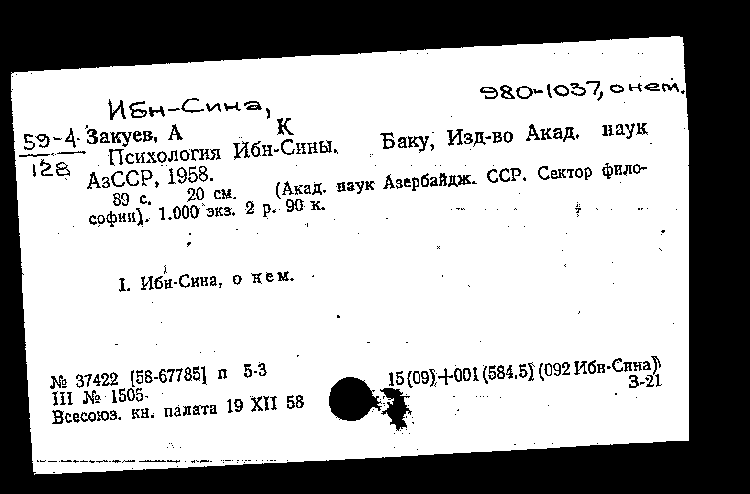 Ибн-Сина, 980-1037, о нем.
59-4 Закуев, А К
128 Психология Ибн-Сины. Баку, Изд-во Акад. наук
АзССР, 1958.
89 с. 20 см. (Акад. наук Азербайдж. ССР. Сектор фило-
софии). 1.000 экз. 2 р. 90 к.
I. Ибн-Сина, о нем.
№ 37422 [58-67785] п 5-3
15(09)+001(584.5)(092 Ибн-Сина)
III № 1505
З-21
Всесоюз. кн. палата 19 XII 58